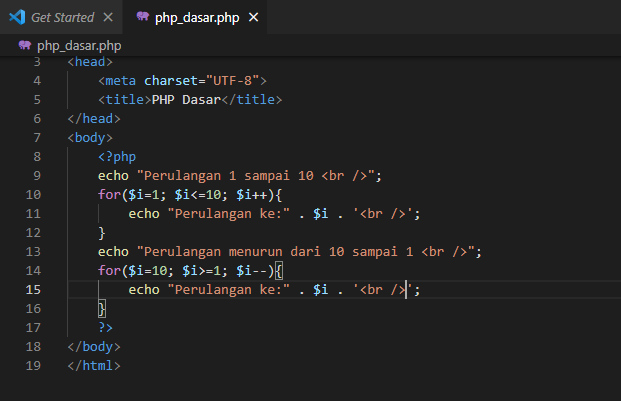 Get Started
php_dasar.php
php_dasar.php
3 <head>
4 <meta charset="UTF-8">
5 <title>PHP Dasar</title>
6 </head>
7 <body>
8 <?php
9 echo "Perulangan 1 sampai 10 <br />";
10 for($i=1; $i<=10; $i++){
11 echo "Perulangan ke:" . $i . '<br />';
12 }
13 echo "Perulangan menurun dari 10 sampai 1 <br />";
14 for($i=10; $i>=1; $i--){
15 echo "Perulangan ke:" . $i . '<br />';
16 }
17 ?>
18 </body>
19 </html>